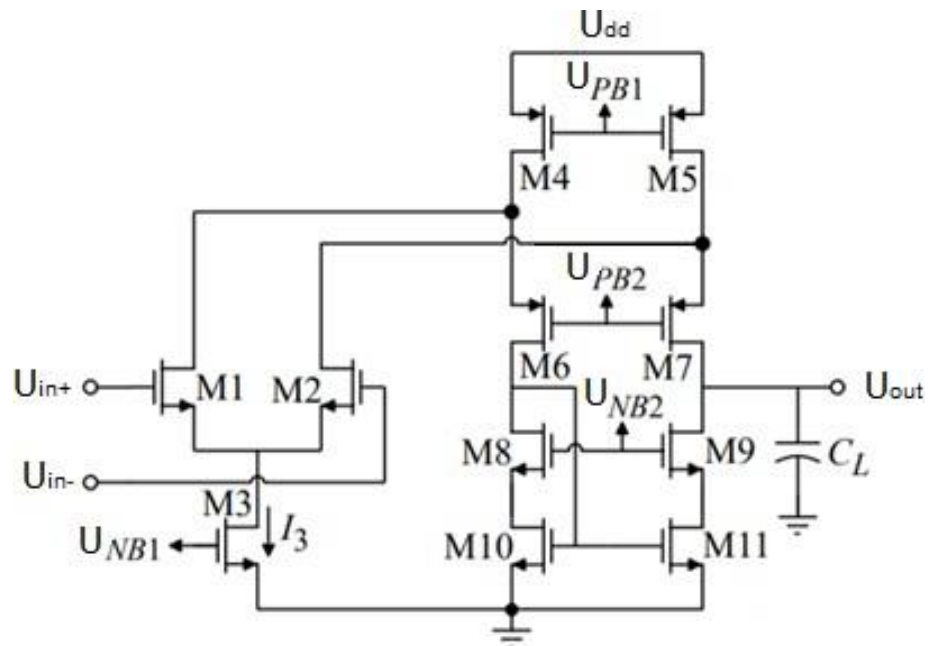 Udd
UPB1
M4 M5
UPB2
M6 M7
Uin+ M1 M2 UNB2 Uout
M8 M9 CL
Uin-
M3
UNB1 I3 M10 M11